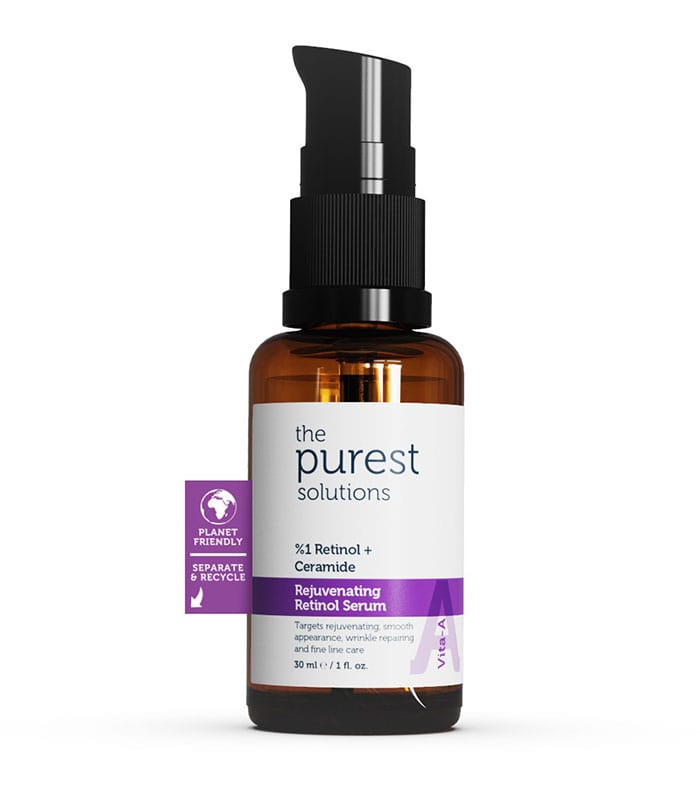 the
purest
solutions
%1 Retinol +
Ceramide
Rejuvenating
Retinol Serum
Targets rejuvenating, smooth
appearance, wrinkle repairing
and fine line care
30 ml ℮ / 1 fl. oz.
A
Vita-A
PLANET
FRIENDLY
SEPARATE
& RECYCLE